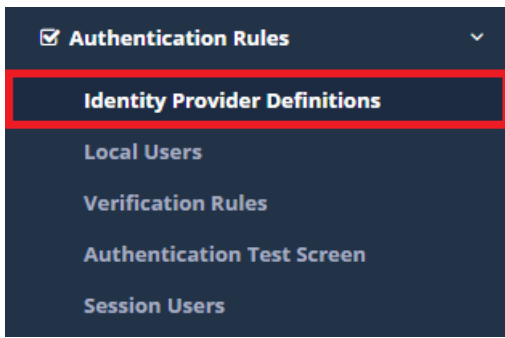 Authentication Rules
Identity Provider Definitions
Local Users
Verification Rules
Authentication Test Screen
Session Users